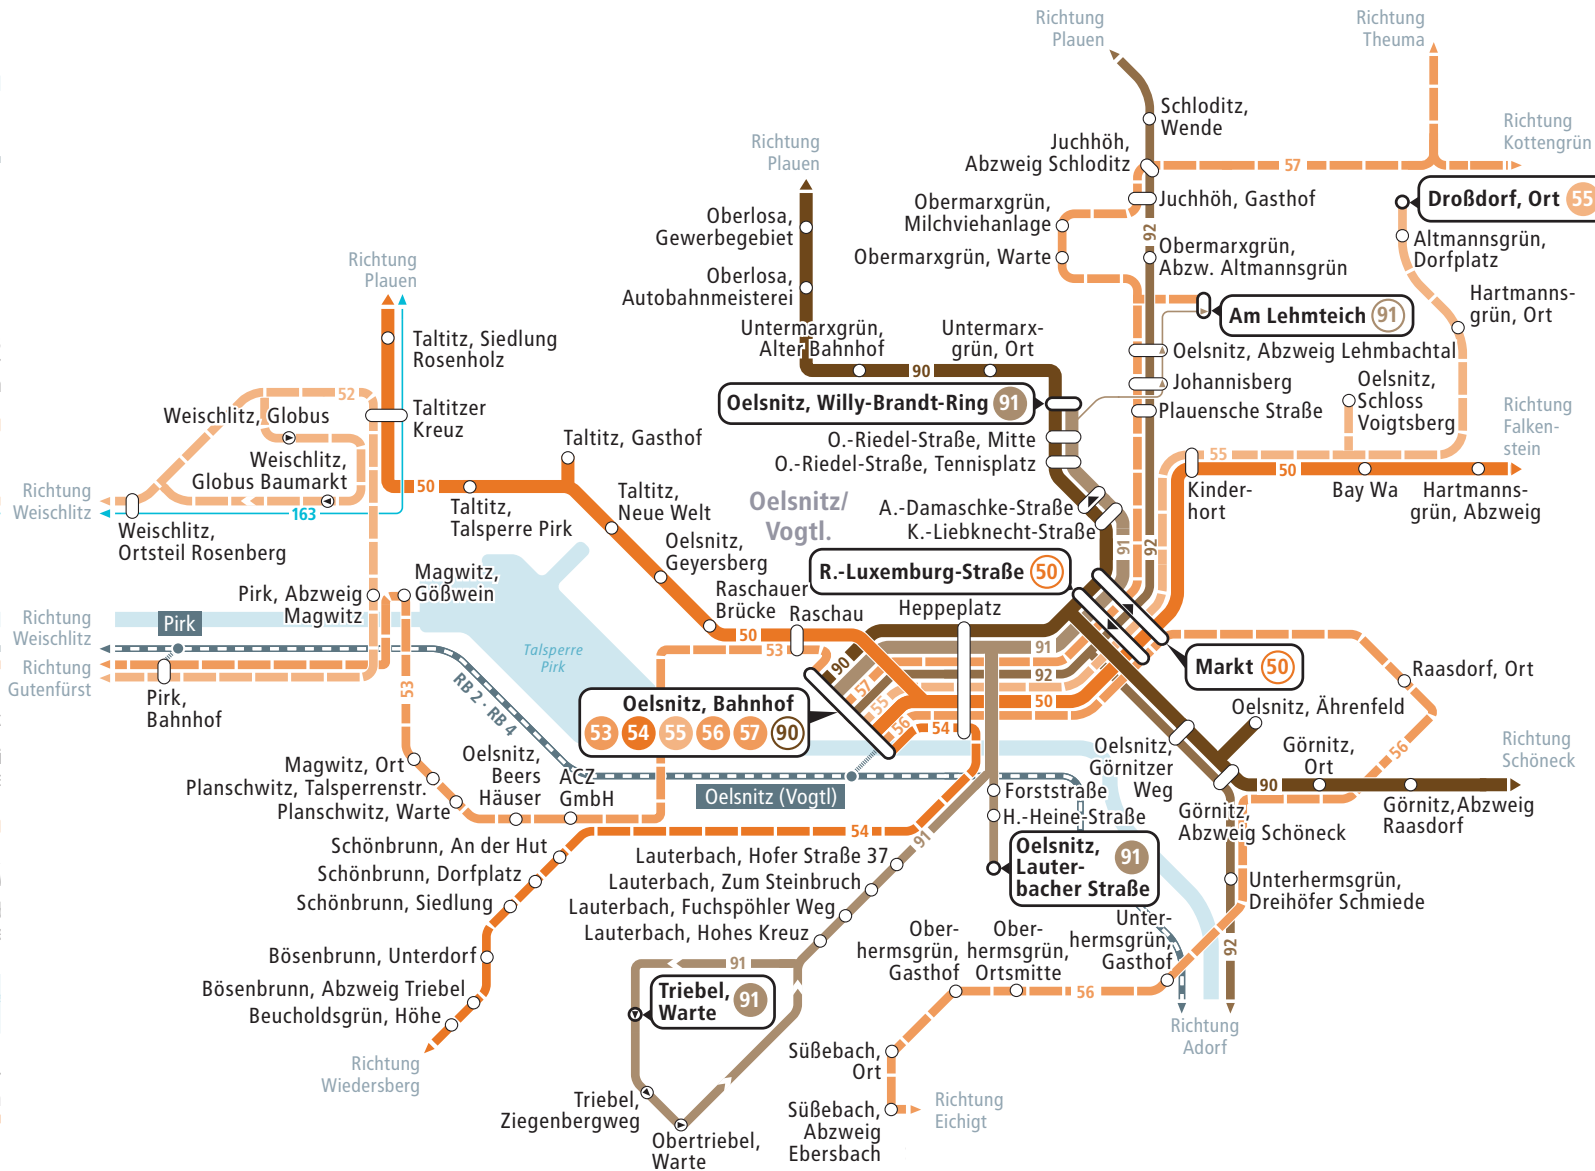 Richtung
Plauen
Richtung
Theuma
Schloditz,
Wende
Richtung
Kottengrün
Juchhöh,
Abzweig Schloditz
57
Richtung
Plauen
Droßdorf, Ort 55
Obermarxgrün,
Milchviehanlage
Juchhöh, Gasthof
92
Oberlosa,
Gewerbegebiet
Altmannsgrün,
Dorfplatz
Obermarxgrün, Warte
Obermarxgrün,
Abzw. Altmannsgrün
Richtung
Plauen
Oberlosa,
Autobahnmeisterei
Hartmanns-
grün, Ort
Am Lehmteich 91
Taltitz, Siedlung
Rosenholz
Untermarxgrün,
Alter Bahnhof
Untermarx-
grün, Ort
Oelsnitz, Abzweig Lehmbachtal
90
Johannisberg
Oelsnitz,
Schloss
Voigtsberg
52
Oelsnitz, Willy-Brandt-Ring 91
Plauensche Straße
Richtung
Falken-
stein
Weischlitz, Globus
Taltitzer
Kreuz
Taltitz, Gasthof
O.-Riedel-Straße, Mitte
O.-Riedel-Straße, Tennisplatz
55
50
Weischlitz,
Globus Baumarkt
50
Richtung
Weischlitz
163
Taltitz,
Talsperre Pirk
Taltitz,
Neue Welt
Oelsnitz/
Vogtl.
A.-Damaschke-Straße
K.-Liebknecht-Straße
Kinder-
hort
Bay Wa
Hartmanns-
grün, Abzweig
Weischlitz,
Ortsteil Rosenberg
Oelsnitz,
Geyersberg
91
92
R.-Luxemburg-Straße 50
Pirk, Abzweig
Magwitz
Magwitz,
Gößwein
Raschauer
Brücke
Raschau
Heppeplatz
Richtung
Weischlitz
Pirk
50
53
90
91
92
Talsperre
Pirk
Richtung
Gutenfürst
53
RB 2 · RB 4
57
55
56
50
54
Markt 50
Raasdorf, Ort
Pirk,
Bahnhof
Oelsnitz, Bahnhof
53 54 55 56 57 90
Oelsnitz, Ährenfeld
56
Magwitz, Ort
Planschwitz, Talsperrenstr.
Planschwitz, Warte
Oelsnitz,
Beers
Häuser
ACZ
GmbH
Oelsnitz (Vogtl)
Oelsnitz,
Görnitzer
Weg
Görnitz,
Ort
Richtung
Schöneck
90
Forststraße
H.-Heine-Straße
Görnitz,
Abzweig Schöneck
Görnitz, Abzweig
Raasdorf
54
91
Schönbrunn, An der Hut
Schönbrunn, Dorfplatz
Schönbrunn, Siedlung
Lauterbach, Hofer Straße 37
Lauterbach, Zum Steinbruch
Lauterbach, Fuchspöhler Weg
Lauterbach, Hohes Kreuz
Oelsnitz,
Lauter-
bacher Straße
91
Unterhermsgrün,
Dreihöfer Schmiede
Bösenbrunn, Unterdorf
Bösenbrunn, Abzweig Triebel
Beucholdsgrün, Höhe
Ober-
hermsgrün,
Gasthof
Ober-
hermsgrün,
Ortsmitte
Unter-
hermsgrün,
Gasthof
92
56
91
Triebel,
Warte
91
Richtung
Wiedersberg
Richtung
Adorf
Süßebach,
Ort
Triebel,
Ziegenbergweg
Süßebach,
Abzweig
Ebersbach
Richtung
Eichigt
Obertriebel,
Warte